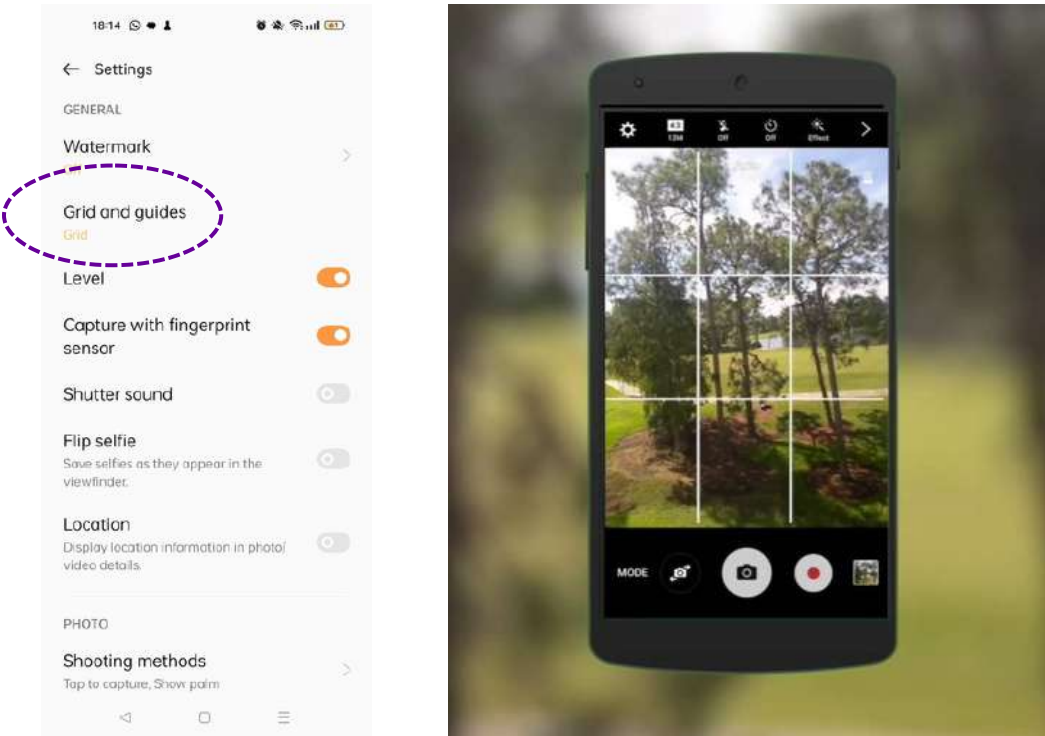 18:14
61
← Settings
GENERAL
Watermark
Grid and guides
Grid
Level
Capture with fingerprint
sensor
Shutter sound
Flip selfie
Save selfies as they appear in the
viewfinder.
Location
Display location information in photo/
video details.
PHOTO
Shooting methods
Tap to capture, Show palm
4:3
12M
Off
Off
Effect
MODE